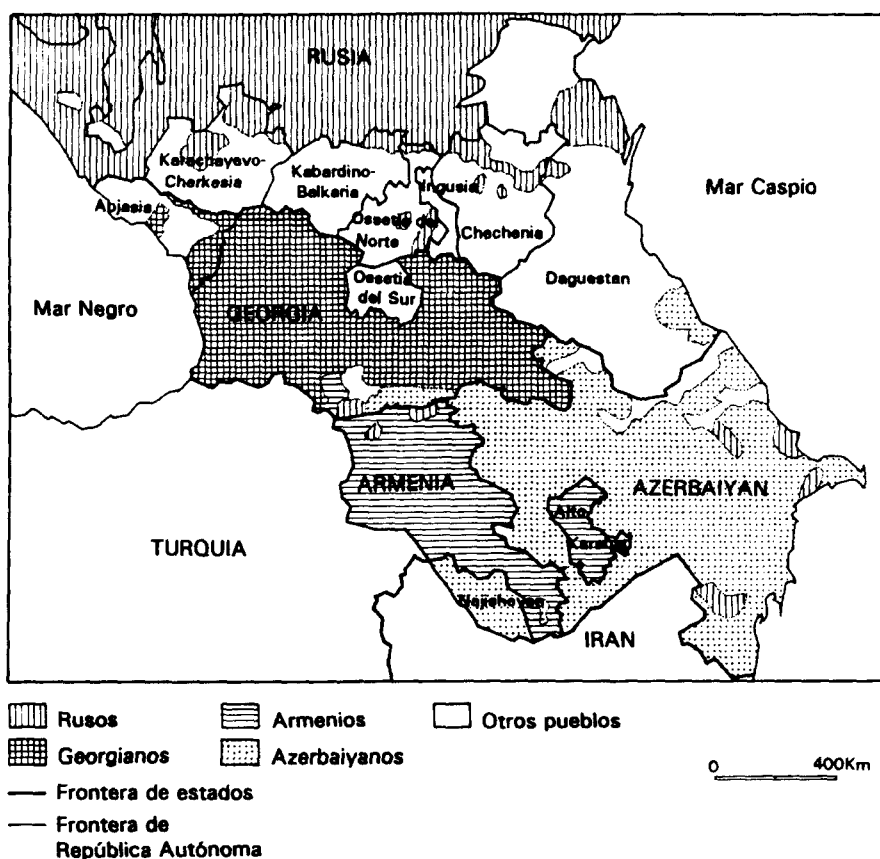 RUSIA
Karachayevo-
Cherkesia
Kabardino-
Balkaria
Ingusia
Mar Caspio
Abjasia
Ossetia del
Norte
Chechenia
Ossetia
del Sur
Daguestan
Mar Negro
GEORGIA
ARMENIA
AZERBAIYAN
Alto
Karabaj
TURQUIA
Najichevan
IRAN
Rusos
Armenios
Otros pueblos
Georgianos
Azerbaiyanos
0 400Km
Frontera de estados
Frontera de
República Autónoma